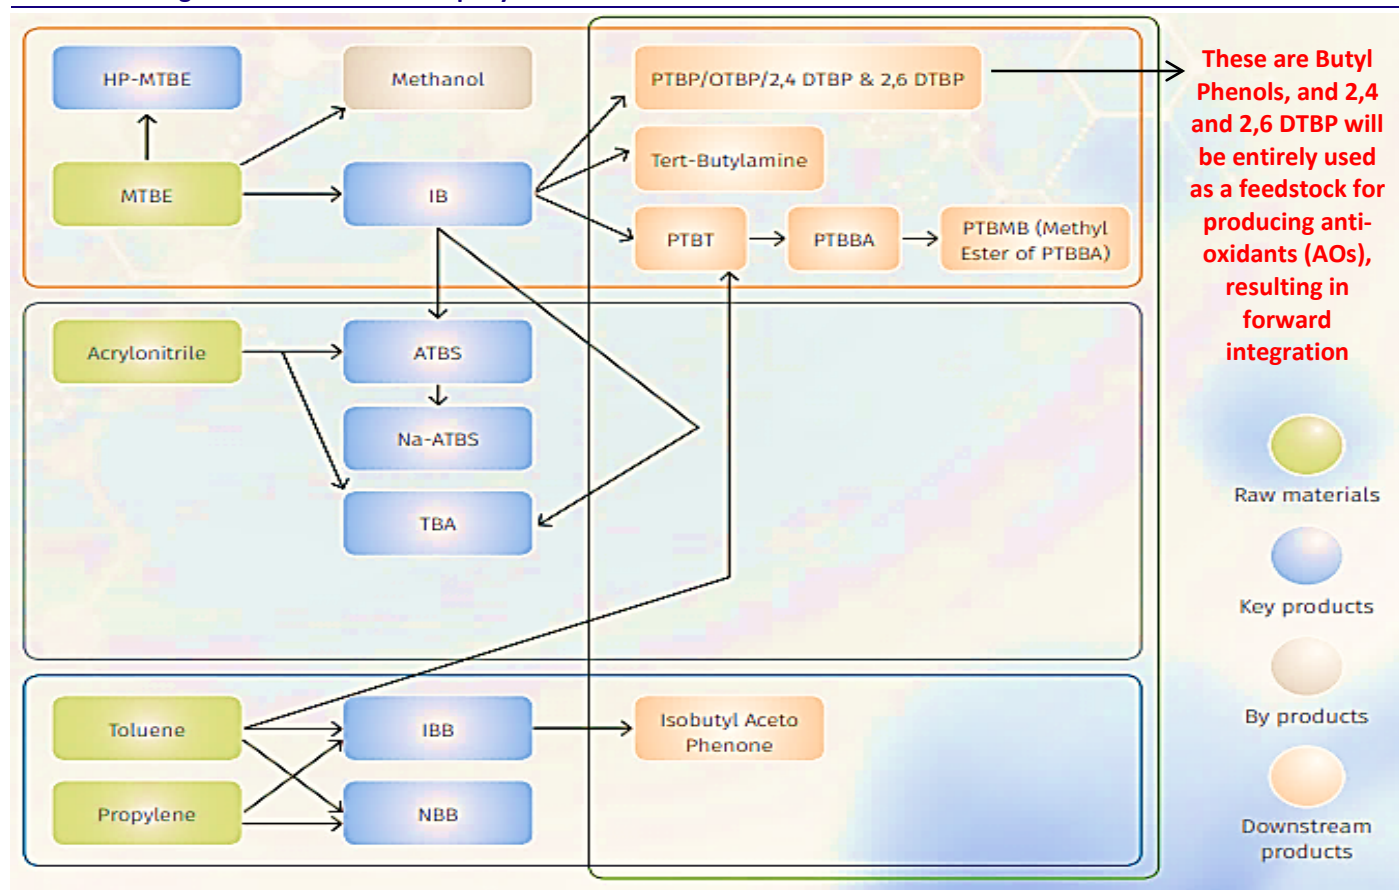 HP-MTBE
Methanol
PTBP/OTBP/2,4 DTBP & 2,6 DTBP
MTBE
IB
Tert-Butylamine
PTBT
PTBBA
PTBMB (Methyl
Ester of PTBBA)
These are Butyl
Phenols, and 2,4
and 2,6 DTBP will
be entirely used
as a feedstock for
producing anti-
oxidants (AOs),
resulting in
forward
integration
Acrylonitrile
ATBS
Na-ATBS
TBA
Toluene
IBB
Isobutyl Aceto
Phenone
Propylene
NBB
Raw materials
Key products
By products
Downstream
products